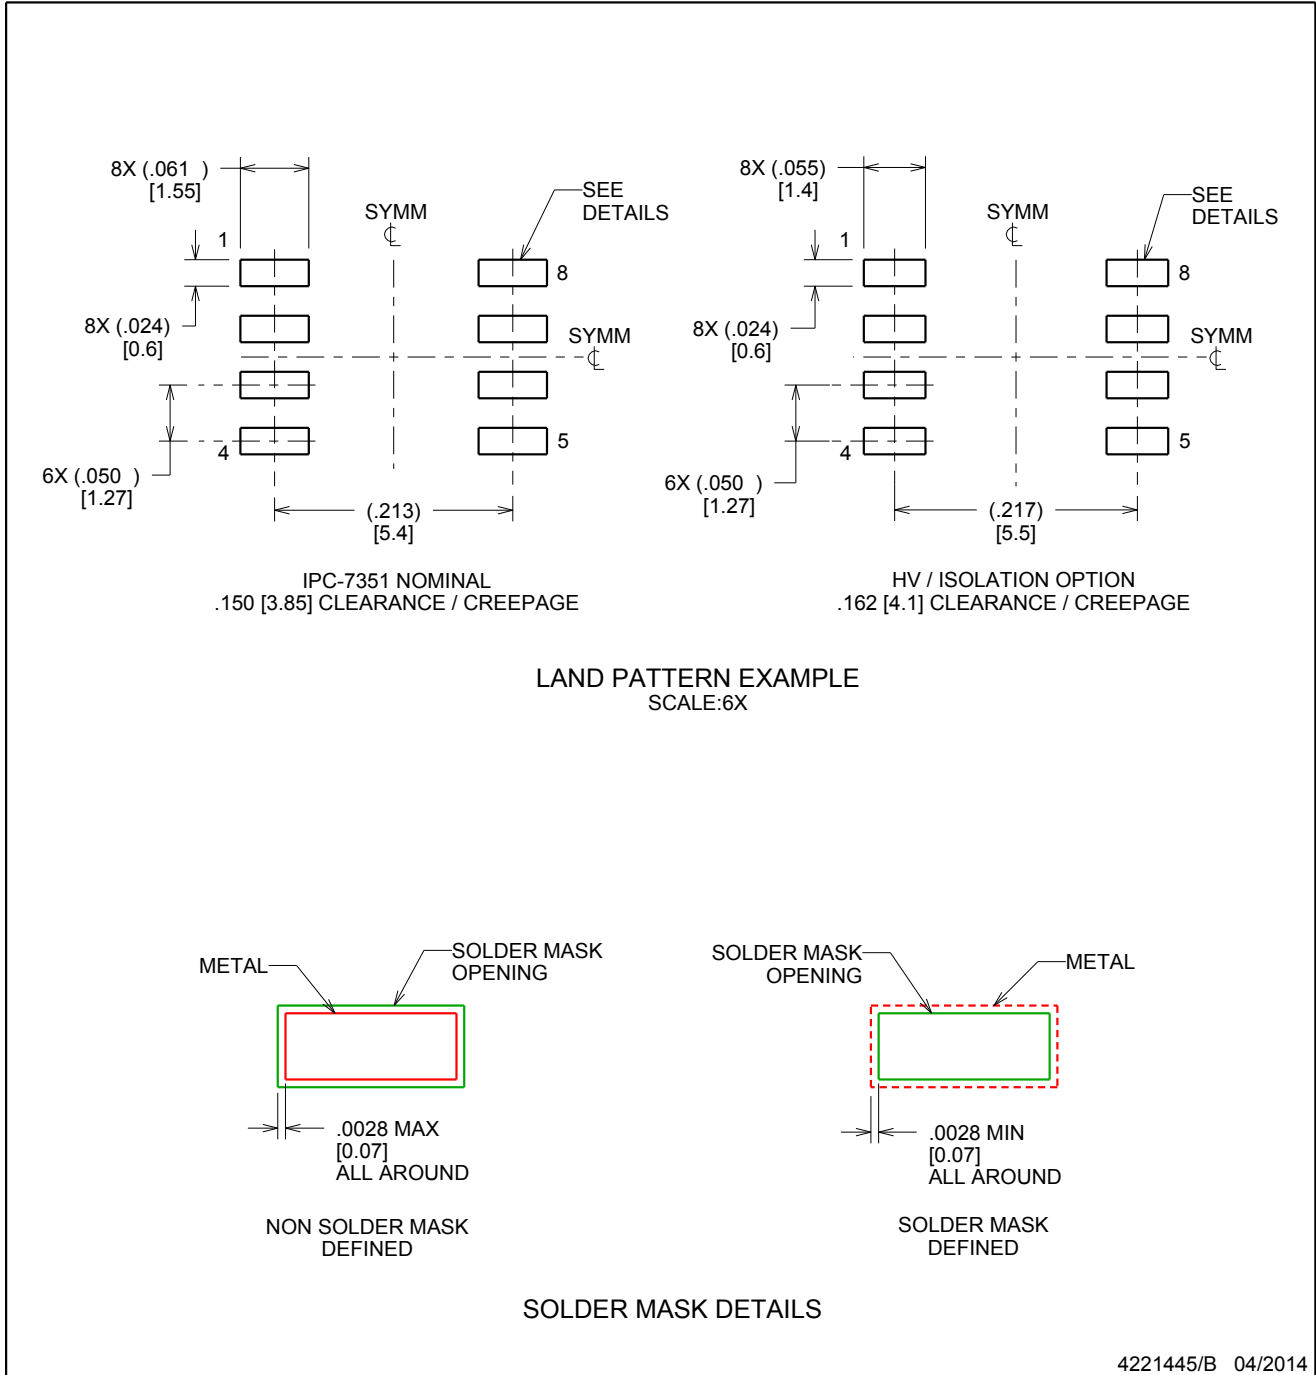 8X (.061 )
[1.55]
SYMM
℄
SEE
DETAILS
1
8
8X (.024)
[0.6]
SYMM
℄
4
5
6X (.050 )
[1.27]
(.213)
[5.4]
IPC-7351 NOMINAL
.150 [3.85] CLEARANCE / CREEPAGE
8X (.055)
[1.4]
SYMM
℄
SEE
DETAILS
1
8
8X (.024)
[0.6]
SYMM
℄
4
5
6X (.050 )
[1.27]
(.217)
[5.5]
HV / ISOLATION OPTION
.162 [4.1] CLEARANCE / CREEPAGE
LAND PATTERN EXAMPLE
SCALE:6X
METAL
SOLDER MASK
OPENING
.0028 MAX
[0.07]
ALL AROUND
NON SOLDER MASK
DEFINED
SOLDER MASK
OPENING
METAL
.0028 MIN
[0.07]
ALL AROUND
SOLDER MASK
DEFINED
SOLDER MASK DETAILS
4221445/B 04/2014